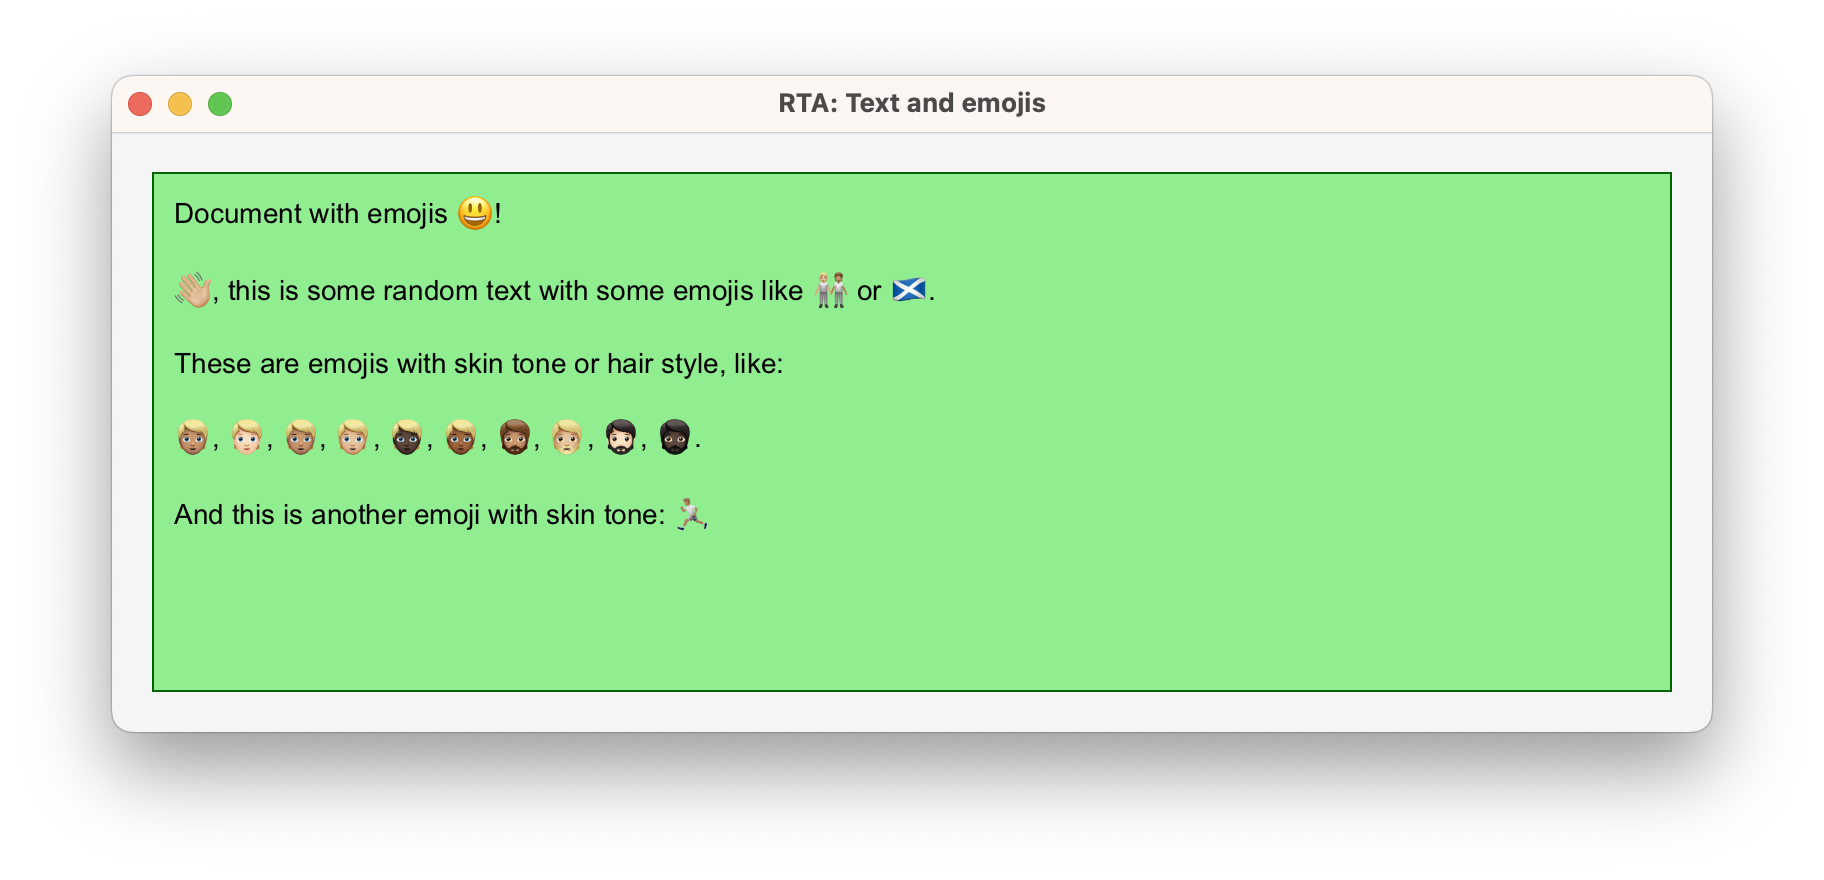 RTA: Text and emojis
Document with emojis 😃!
👋🏼, this is some random text with some emojis like 🧑🏼‍🤝‍🧑🏽 or 🏴󠁧󠁢󠁳󠁣󠁴󠁿.
These are emojis with skin tone or hair style, like:
👱🏽, 👱🏻, 👱🏽, 👱🏼, 👱🏿, 👱🏾, 🧔🏽, 👱🏼‍♂️, 🧔🏻, 🧔🏿.
And this is another emoji with skin tone: 🏃🏽